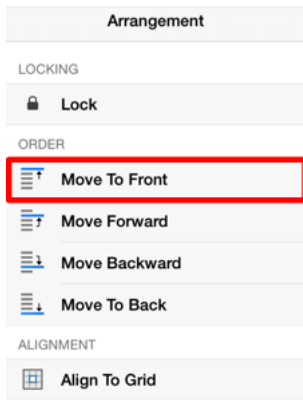 Arrangement
LOCKING
Lock
ORDER
Move To Front
Move Forward
Move Backward
Move To Back
ALIGNMENT
Align To Grid